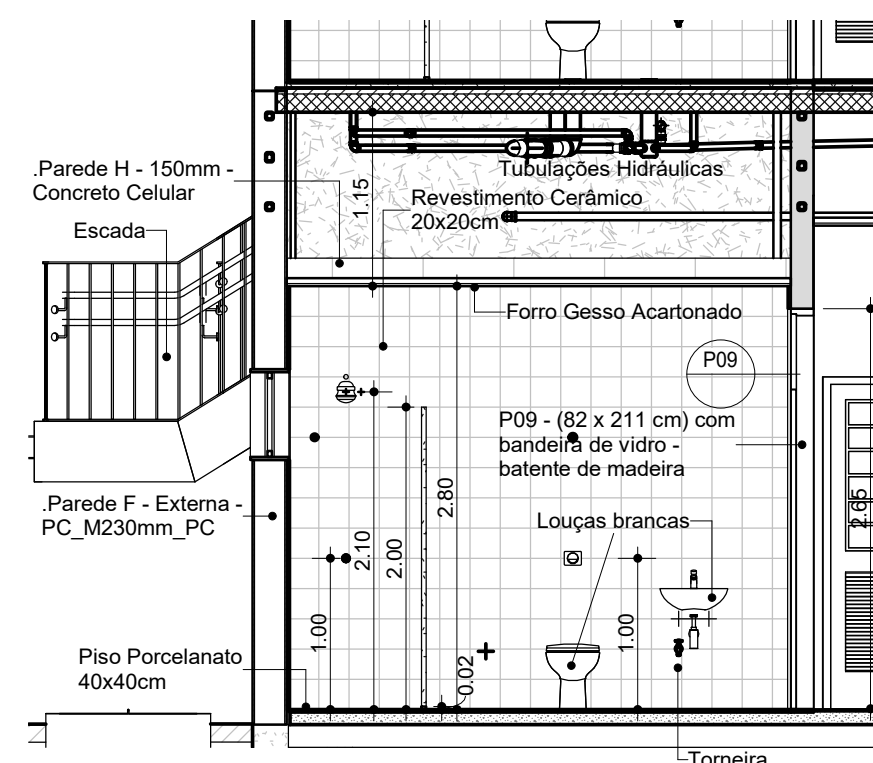 Tubulações Hidráulicas
.Parede H - 150mm -
Concreto Celular
1.15
Revestimento Cerâmico
20x20cm
Escada
Forro Gesso Acartonado
P09
P09 - (82 x 211 cm) com
bandeira de vidro -
batente de madeira
2.80
2.65
.Parede F - Externa -
PC_M230mm_PC
Louças brancas
2.10
2.00
1.00
1.00
Piso Porcelanato
40x40cm
0.02
Torneira